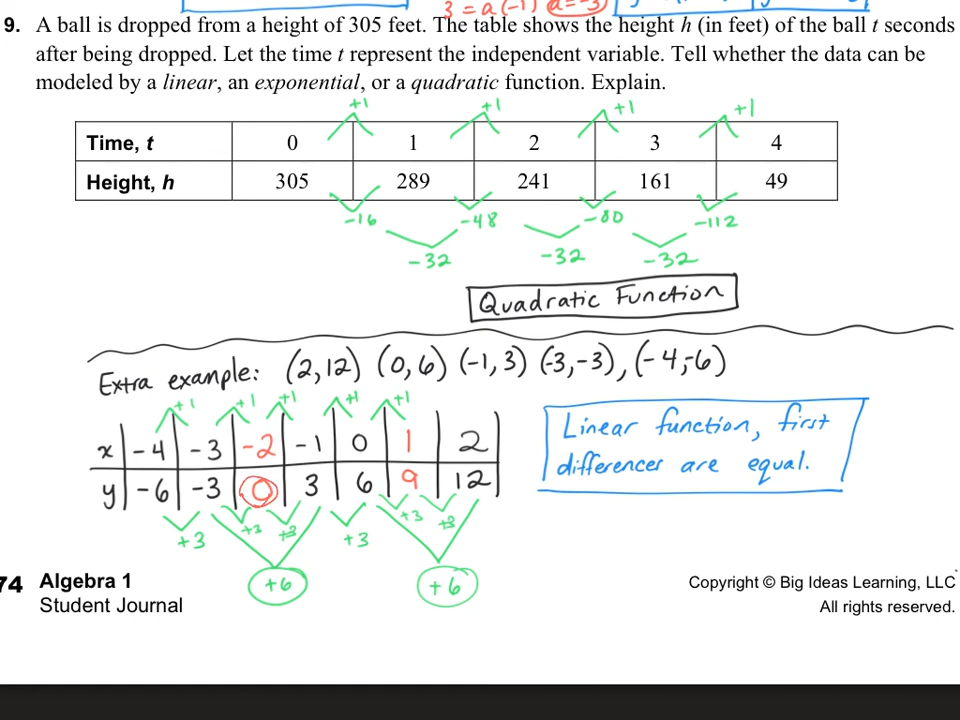 3 = a(-1) a=-3
9. A ball is dropped from a height of 305 feet. The table shows the height h (in feet) of the ball t seconds
after being dropped. Let the time t represent the independent variable. Tell whether the data can be
modeled by a linear, an exponential, or a quadratic function. Explain.
+1 +1 +1 +1
Time, t 0 1 2 3 4
Height, h 305 289 241 161 49
-16 -48 -80 -112
-32 -32 -32
Quadratic Function
Extra example: (2,12) (0,6) (-1,3) (-3,-3), (-4,-6)
+1 +1 +1 +1 +1
x -4 -3 -2 -1 0 1 2
y -6 -3 0 3 6 9 12
+3 +3 +3 +3 +3 +3
+6 +6
Linear function, first
differences are equal.
74 Algebra 1
Student Journal
Copyright © Big Ideas Learning, LLC
All rights reserved.